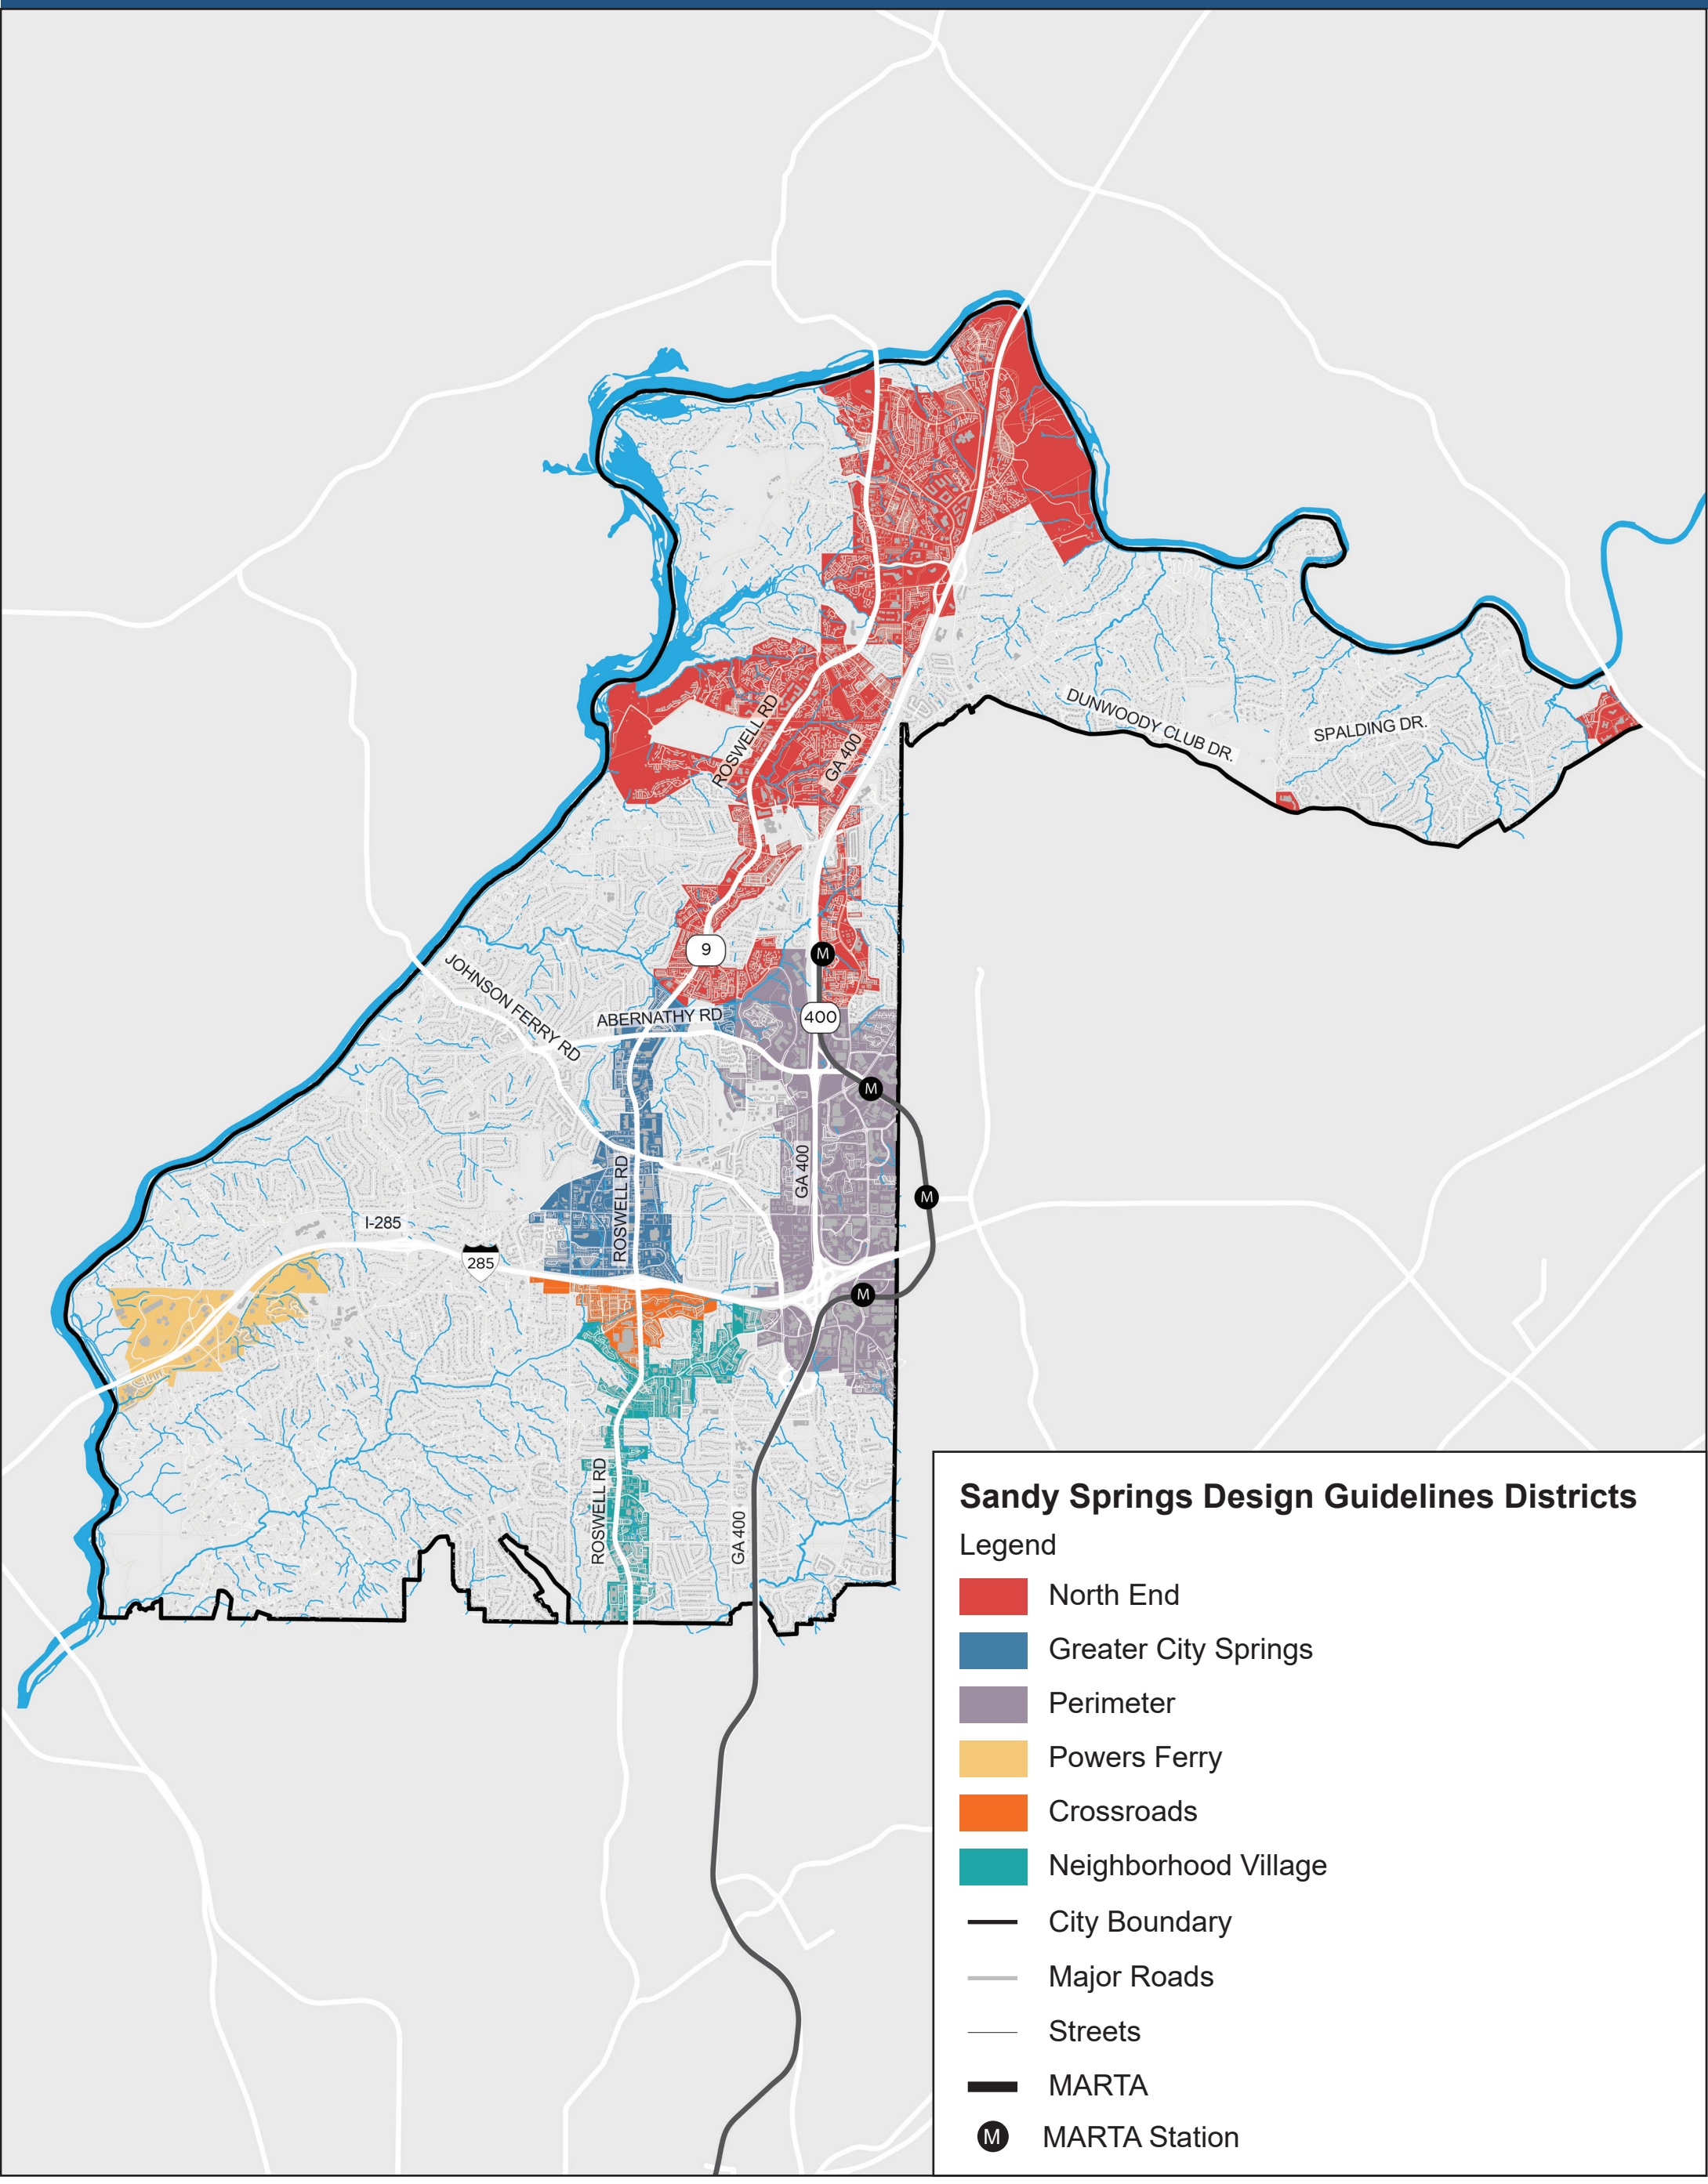 DUNWOODY CLUB DR.
SPALDING DR.
ROSWELL RD
GA 400
9
M
JOHNSON FERRY RD
ABERNATHY RD
400
M
GA 400
ROSWELL RD
M
I-285
285
M
ROSWELL RD
GA 400
Sandy Springs Design Guidelines Districts
Legend
North End
Greater City Springs
Perimeter
Powers Ferry
Crossroads
Neighborhood Village
City Boundary
Major Roads
Streets
MARTA
M MARTA Station